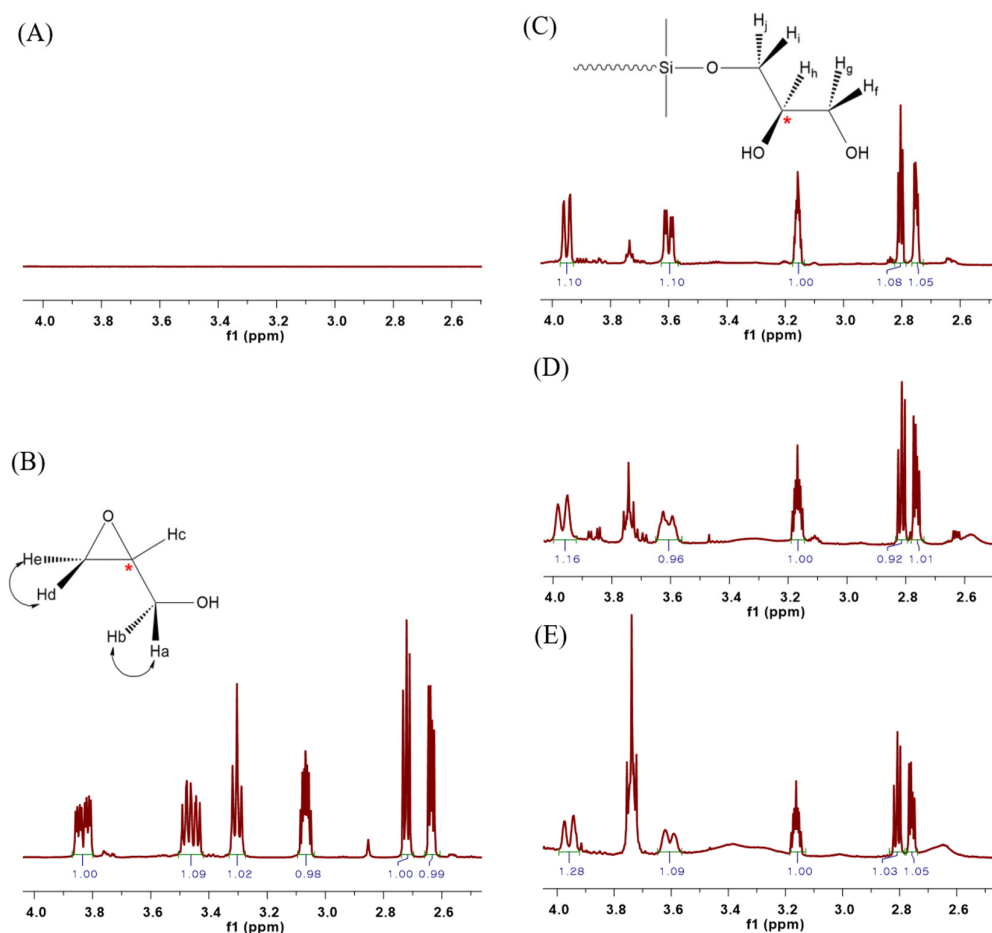 (A)
4.0 3.8 3.6 3.4 3.2 3.0 2.8 2.6
f1 (ppm)
(B)
O
Hc
He
*
Hd
OH
Hb
Ha
1.00 1.09 1.02 0.98 1.00 0.99
4.0 3.8 3.6 3.4 3.2 3.0 2.8 2.6
f1 (ppm)
(C)
Hj
Hi
Si O Hh Hg
Hf
*
HO OH
1.10 1.10 1.00 1.08 1.05
4.0 3.8 3.6 3.4 3.2 3.0 2.8 2.6
f1 (ppm)
(D)
1.16 0.96 1.00 0.92 1.01
4.0 3.8 3.6 3.4 3.2 3.0 2.8 2.6
f1 (ppm)
(E)
1.28 1.09 1.00 1.03 1.05
4.0 3.8 3.6 3.4 3.2 3.0 2.8 2.6
f1 (ppm)